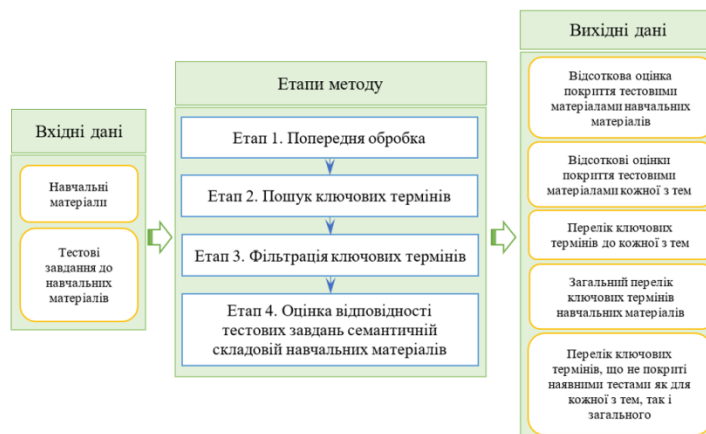 Вхідні дані
Навчальні
матеріали
Тестові
завдання до
навчальних
матеріалів
Етапи методу
Етап 1. Попередня обробка
Етап 2. Пошук ключових термінів
Етап 3. Фільтрація ключових термінів
Етап 4. Оцінка відповідності
тестових завдань семантичній
складовій навчальних матеріалів
Вихідні дані
Відсоткова оцінка
покриття тестовими
матеріалами навчальних
матеріалів
Відсоткові оцінки
покриття тестовими
матеріалами кожної з тем
Перелік ключових
термінів до кожної з тем
Загальний перелік
ключових термінів
навчальних матеріалів
Перелік ключових
термінів, що не покриті
наявними тестами як для
кожної з тем, так і
загального